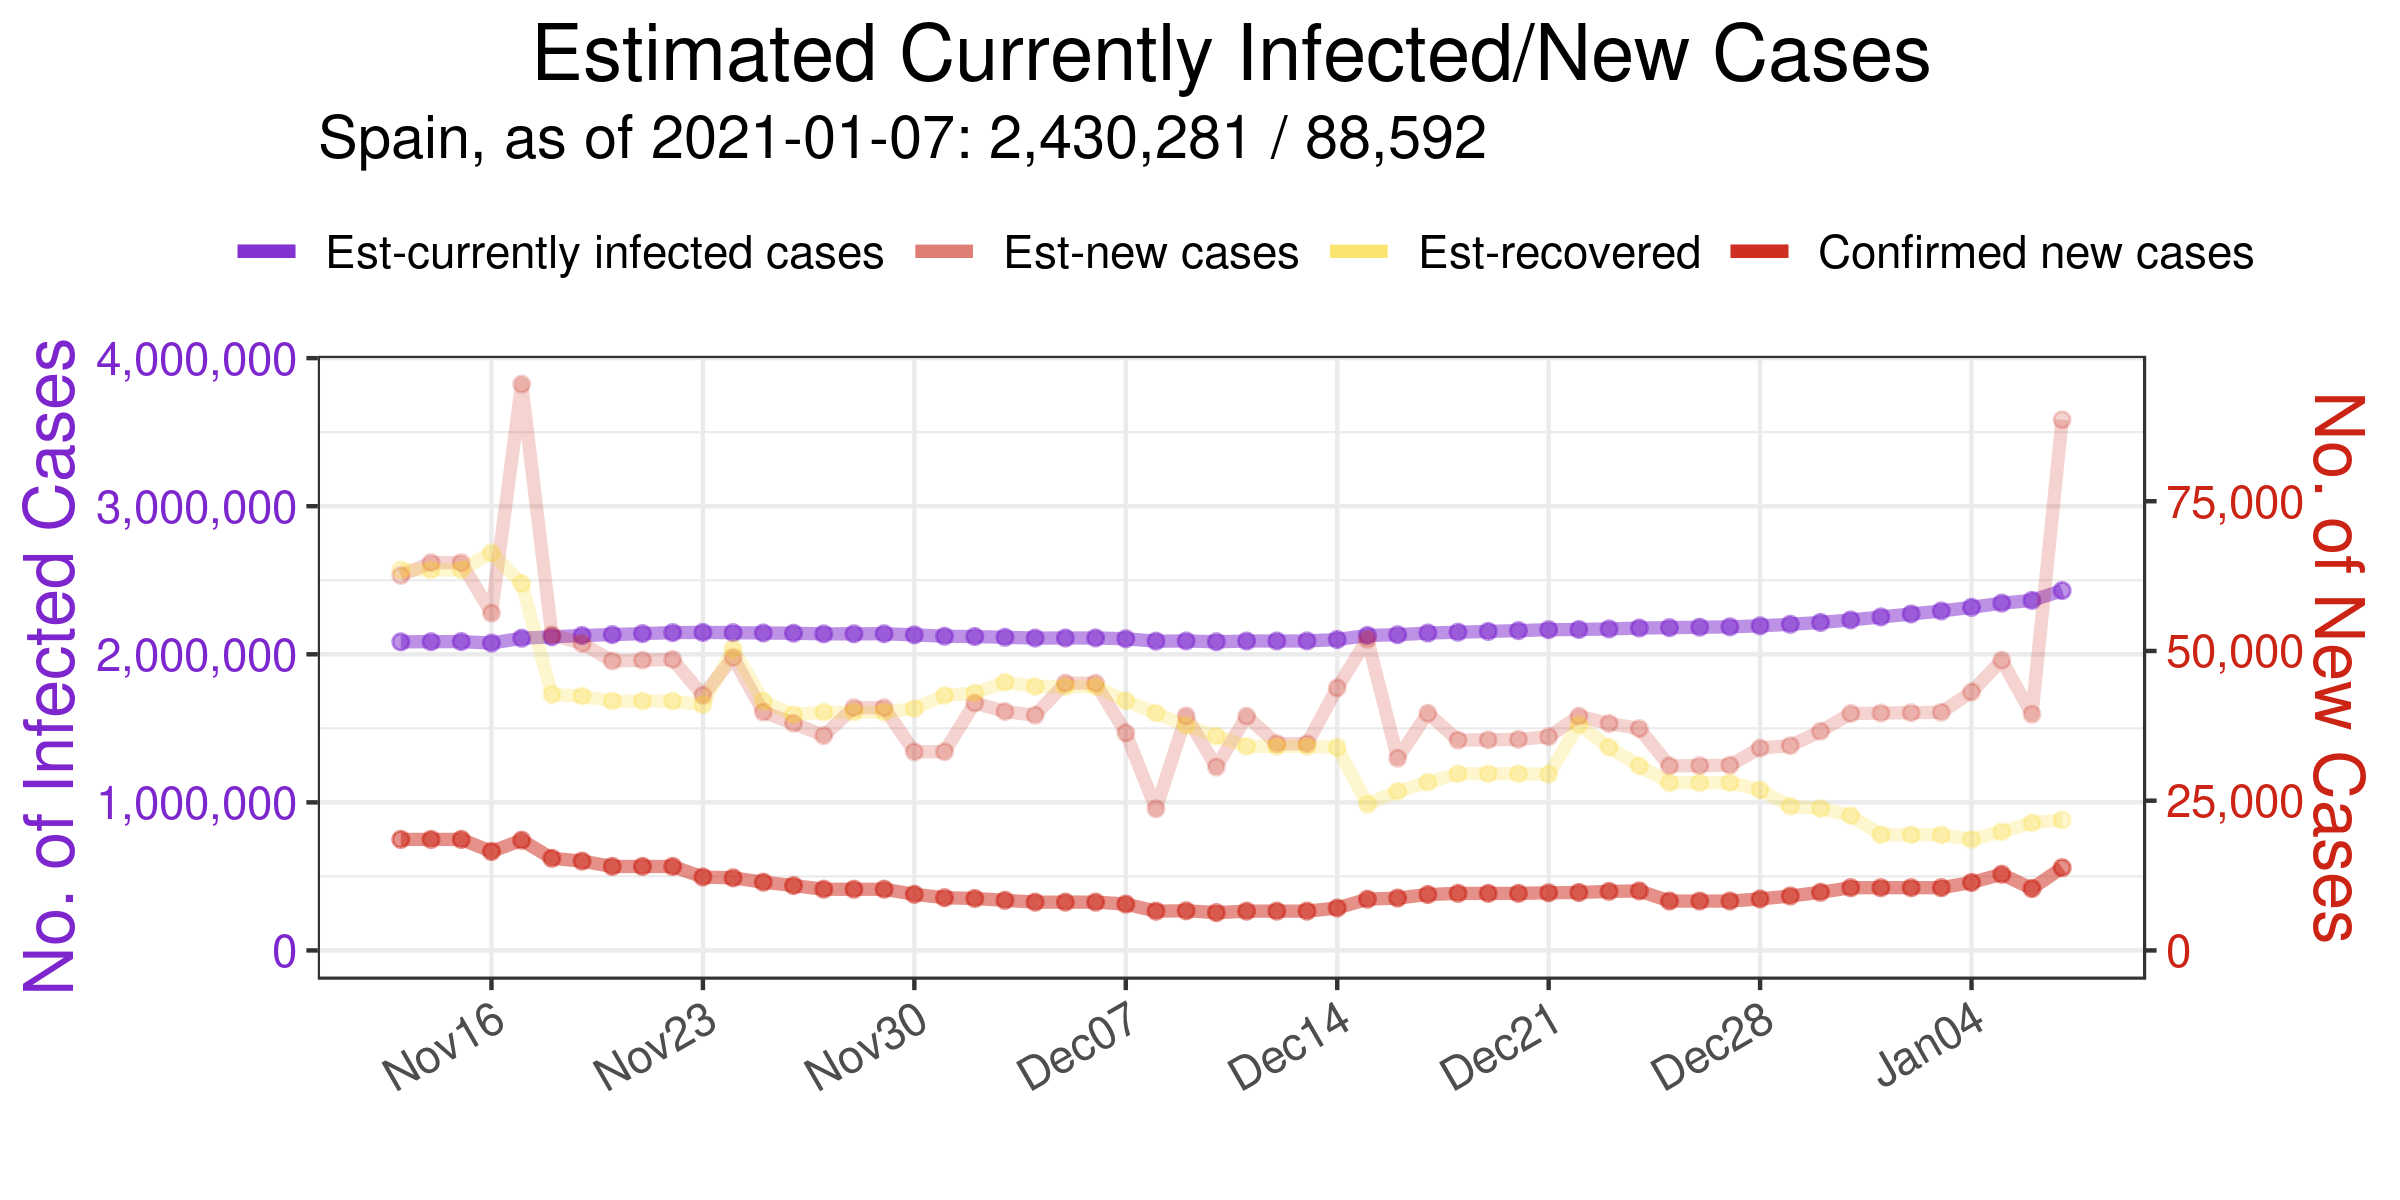 Estimated Currently Infected/New Cases
Spain, as of 2021-01-07: 2,430,281 / 88,592
Est-currently infected cases Est-new cases Est-recovered Confirmed new cases
No. of Infected Cases
4,000,000
3,000,000
2,000,000
1,000,000
0
75,000
50,000
25,000
0
No. of New Cases
Nov16 Nov23 Nov30 Dec07 Dec14 Dec21 Dec28 Jan04